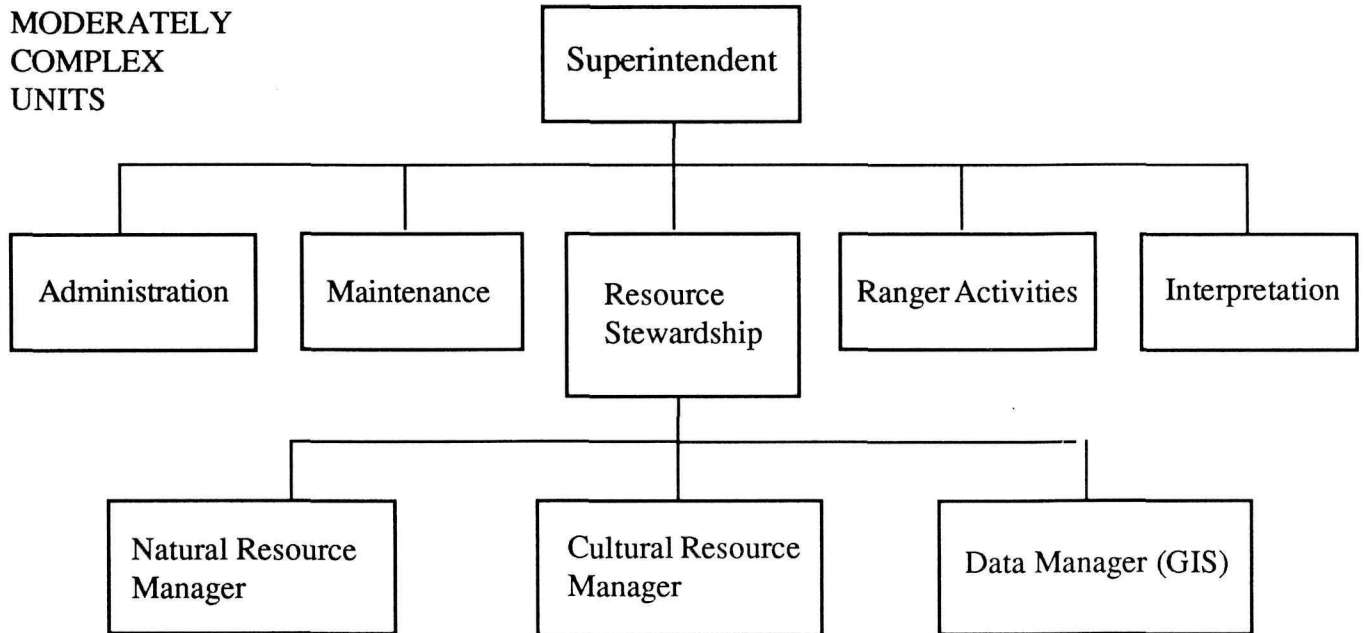 MODERATELY
COMPLEX
UNITS
Superintendent
Administration
Maintenance
Resource
Stewardship
Ranger Activities
Interpretation
Natural Resource
Manager
Cultural Resource
Manager
Data Manager (GIS)